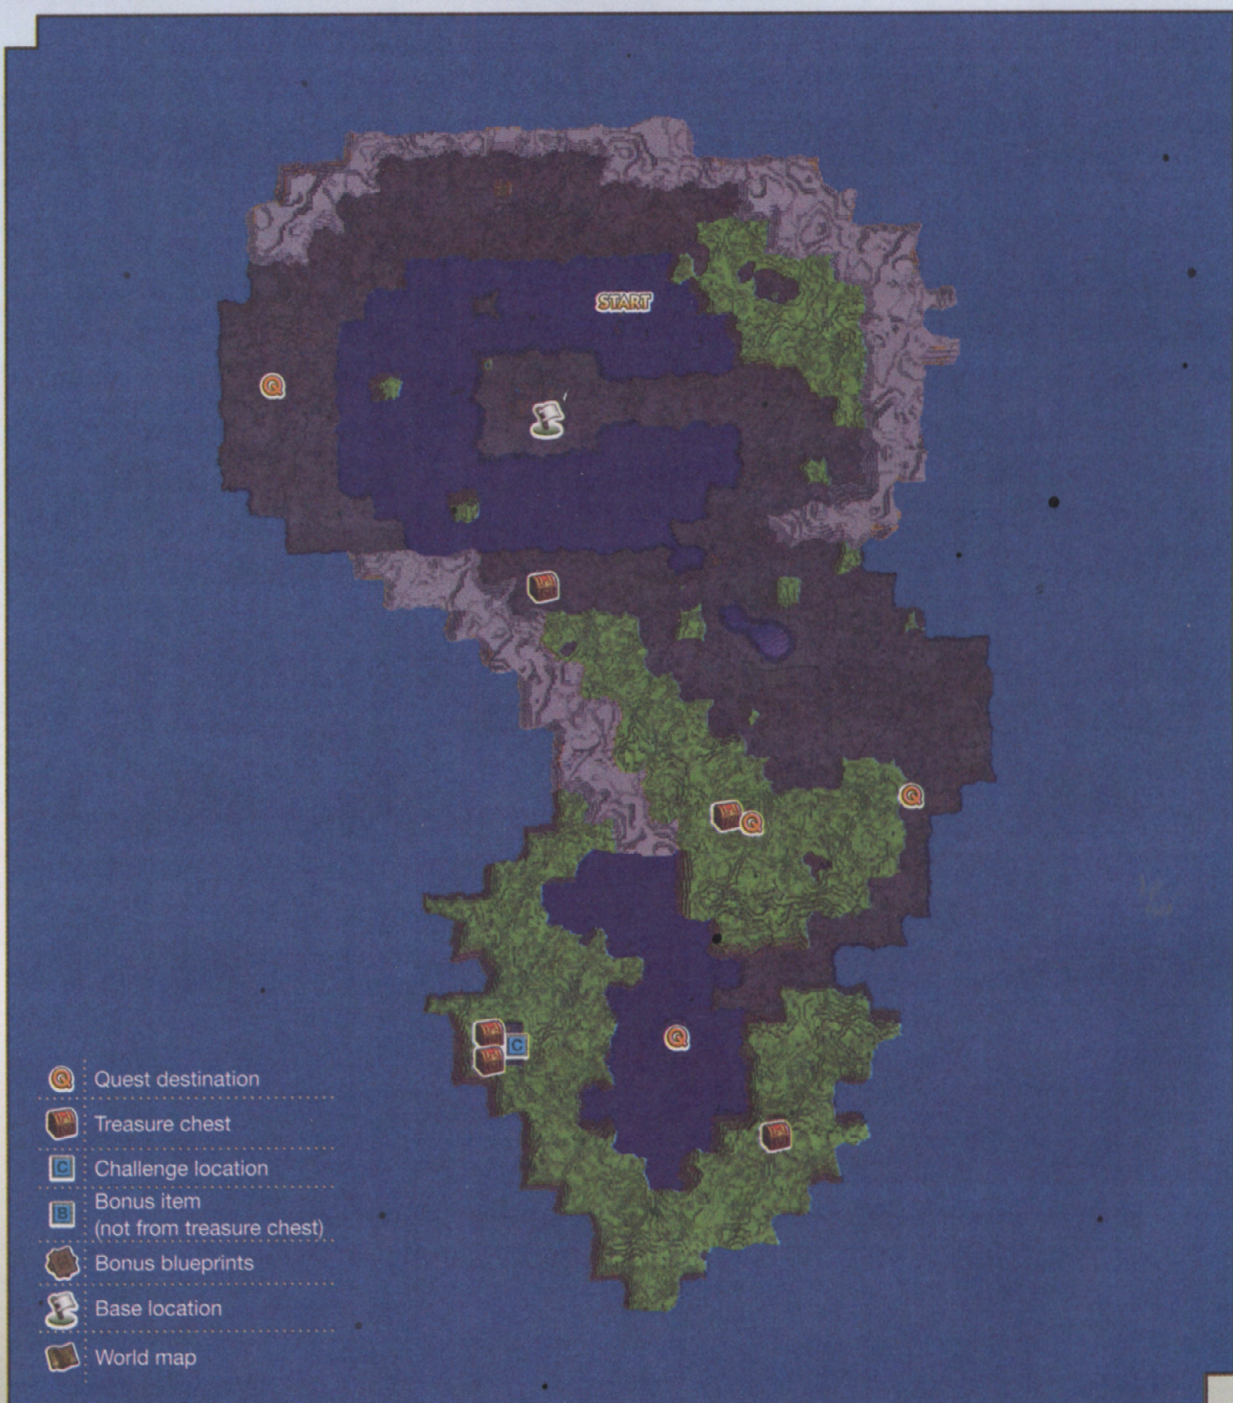 START
Q
Q
Q
C
Q
Q Quest destination
Treasure chest
C Challenge location
B Bonus item
(not from treasure chest)
Bonus blueprints
Base location
World map